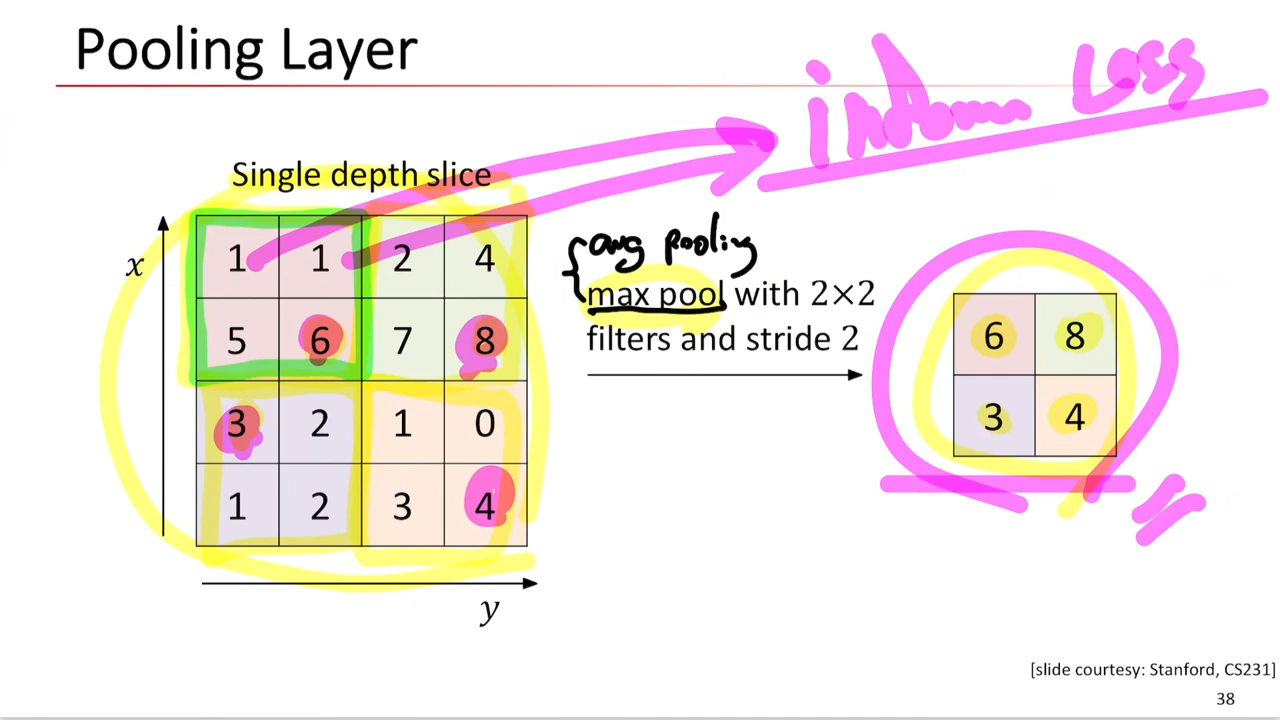 Pooling Layer
Loss
Single depth slice
x
1 1 2 4
5 6 7 8
3 2 1 0
1 2 3 4
y
avg pooling
max pool with 2×2
filters and stride 2
6 8
3 4
[slide courtesy: Stanford, CS231]
38